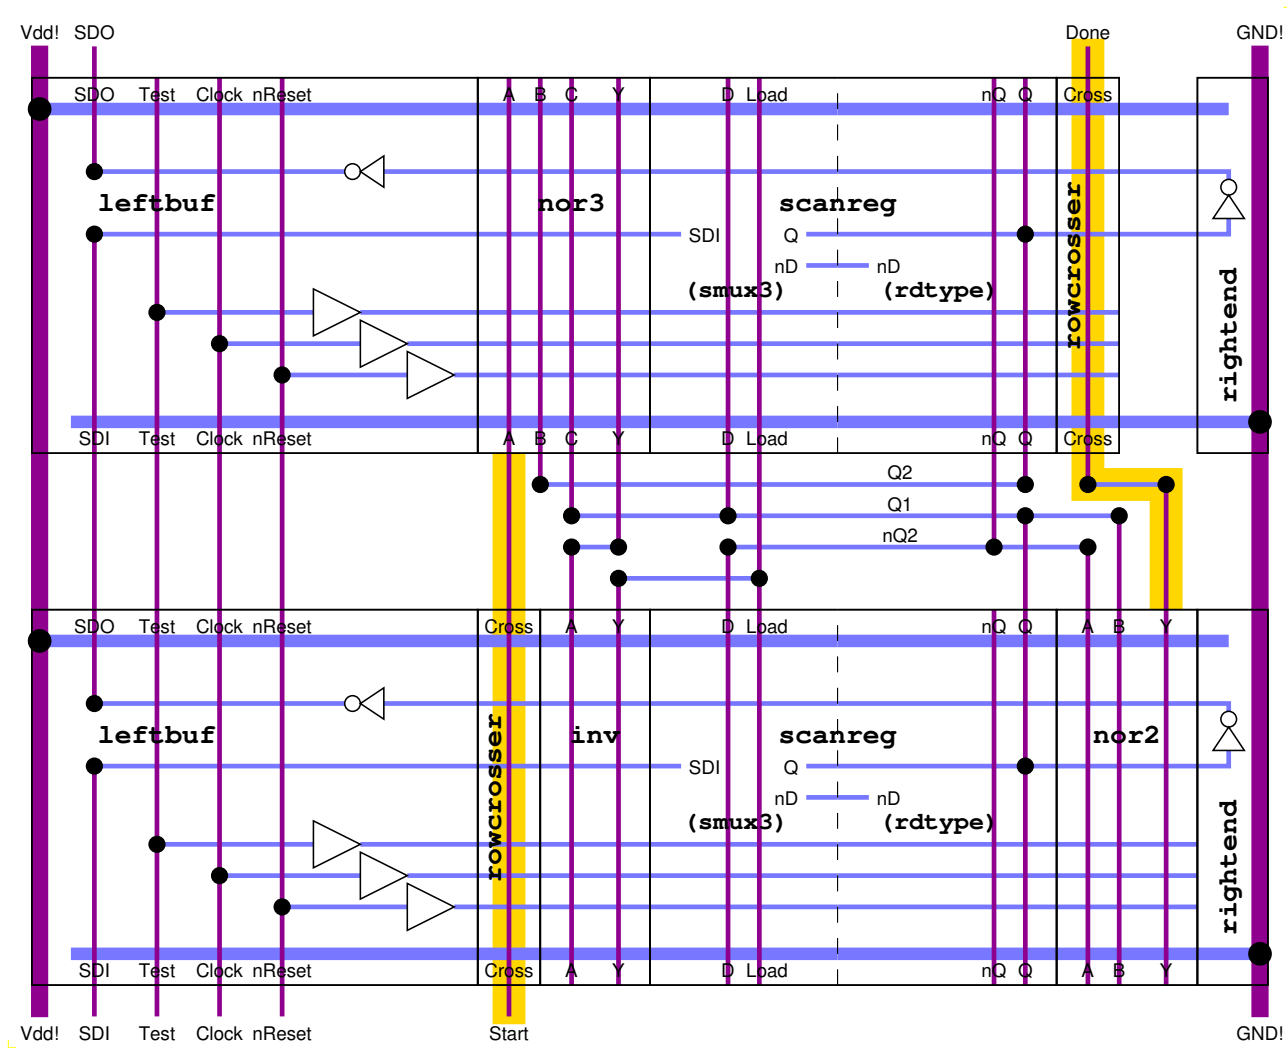 Vdd! SDO Done GND!
SDO Test Clock nReset A B C Y D Load nQ Q Cross
leftbuf nor3 scanreg
rowcrosser
SDI Q
nD nD
(smux3) (rdtype)
rightend
SDI Test Clock nReset A B C Y D Load nQ Q Cross
Q2
Q1
nQ2
SDO Test Clock nReset Cross A Y D Load nQ Q A B Y
leftbuf inv scanreg nor2
rowcrosser
SDI Q
nD nD
(smux3) (rdtype)
rightend
SDI Test Clock nReset Cross A Y D Load nQ Q A B Y
Vdd! SDI Test Clock nReset Start GND!